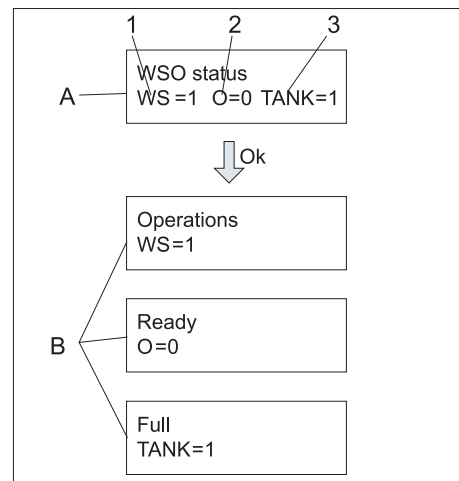 1 2 3
WSO status
A
WS =1 O=0 TANK=1
Ok
Operations
WS=1
Ready
B
O=0
Full
TANK=1